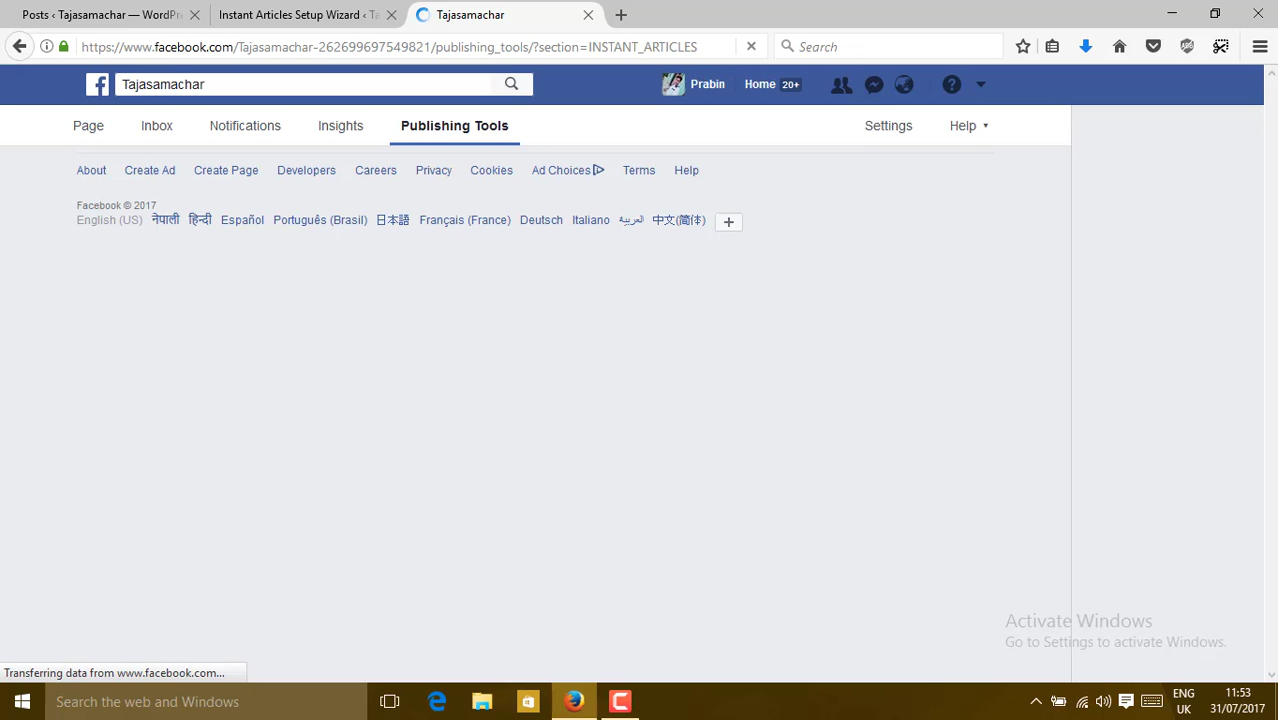 Posts ‹ Tajasamachar — WordPr
Instant Articles Setup Wizard ‹ Ta
Tajasamachar
https://www.facebook.com/Tajasamachar-262699697549821/publishing_tools/?section=INSTANT_ARTICLES
Search
Tajasamachar
Prabin
Home 20+
Page
Inbox
Notifications
Insights
Publishing Tools
Settings
Help
About Create Ad Create Page Developers Careers Privacy Cookies Ad Choices Terms Help
Facebook © 2017
English (US) नेपाली हिन्दी Español Português (Brasil) 日本語 Français (France) Deutsch Italiano العربية 中文(简体)
Activate Windows
Go to Settings to activate Windows.
Transferring data from www.facebook.com...
Search the web and Windows
ENG
UK
11:53
31/07/2017